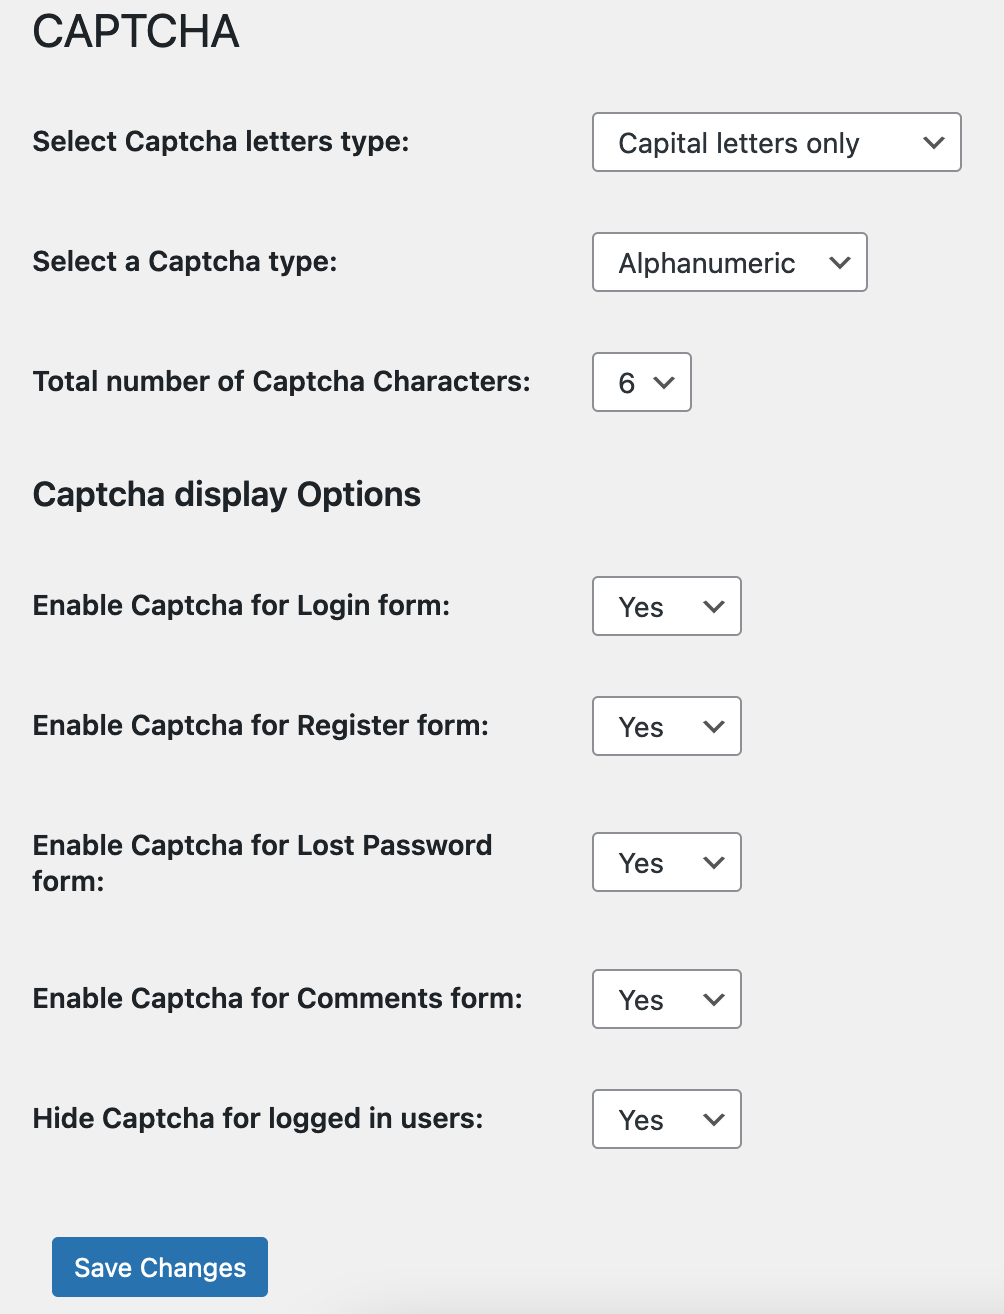 CAPTCHA
Select Captcha letters type: Capital letters only
Select a Captcha type: Alphanumeric
Total number of Captcha Characters: 6
Captcha display Options
Enable Captcha for Login form: Yes
Enable Captcha for Register form: Yes
Enable Captcha for Lost Password
form: Yes
Enable Captcha for Comments form: Yes
Hide Captcha for logged in users: Yes
Save Changes